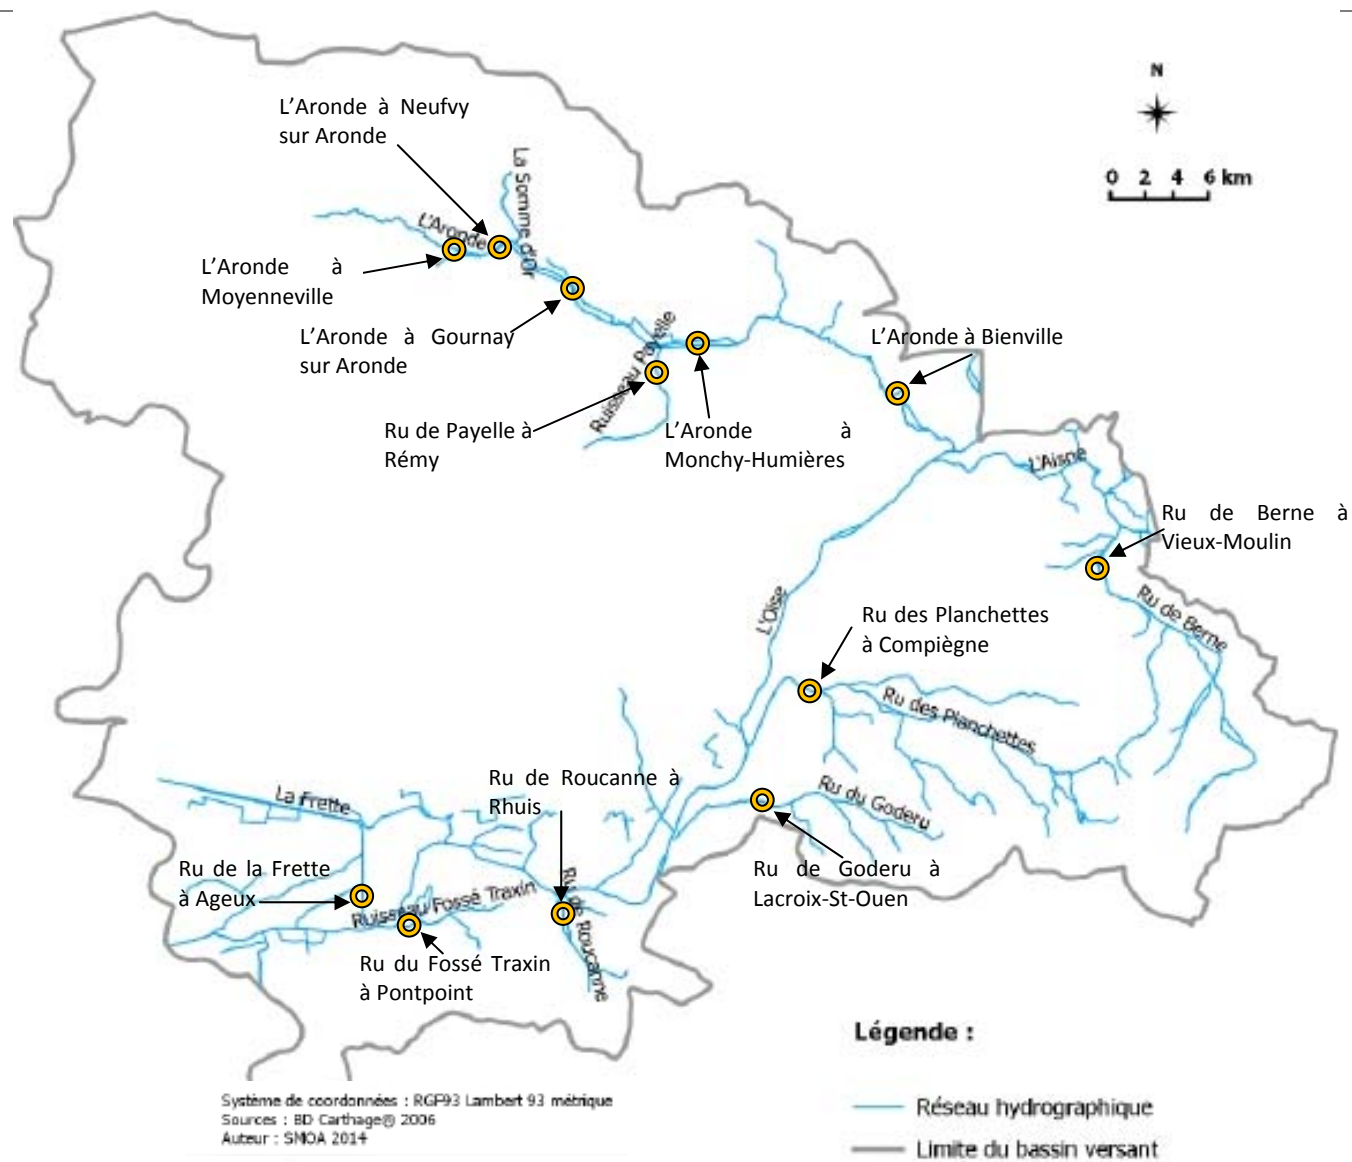 N
0 2 4 6 km
L'Aronde à Neufvy
sur Aronde
La Somme d'Or
L'Aronde
L'Aronde à
Moyenneville
L'Aronde à Gournay
sur Aronde
Ruisseau Payelle
L'Aronde à Bienville
Ru de Payelle à
Rémy
L'Aronde à
Monchy-Humières
L'Aisne
Ru de Berne à
Vieux-Moulin
L'Oise
Ru de Berne
Ru des Planchettes
à Compiègne
Ru des Planchettes
Ru de Roucanne à
Rhuis
La Frette
Ru du Goderu
Ru de la Frette
à Ageux
Ru de Goderu à
Lacroix-St-Ouen
Ruisseau Fossé Traxin
Ru de Roucanne
Ru du Fossé Traxin
à Pontpoint
Légende :
Réseau hydrographique
Limite du bassin versant
Système de coordonnées : RGF93 Lambert 93 métrique
Sources : BD Carthage® 2006
Auteur : SMOA 2014